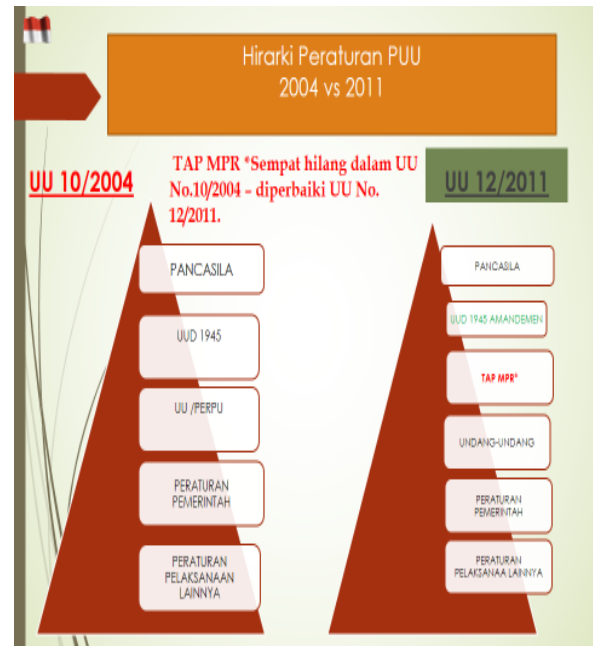 Hirarki Peraturan PUU
2004 vs 2011
UU 10/2004
TAP MPR *Sempat hilang dalam UU
No.10/2004 – diperbaiki UU No.
12/2011.
UU 12/2011
PANCASILA
UUD 1945
UU /PERPU
PERATURAN
PEMERINTAH
PERATURAN
PELAKSANAAN
LAINNYA
PANCASILA
UUD 1945 AMANDEMEN
TAP MPR*
UNDANG-UNDANG
PERATURAN
PEMERINTAH
PERATURAN
PELAKSANAA LAINNYA